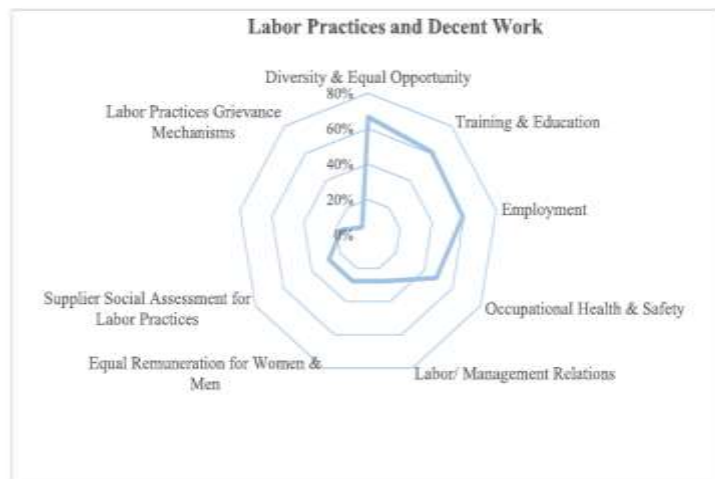 Labor Practices and Decent Work
Diversity & Equal Opportunity
80%
60%
40%
20%
0%
Training & Education
Employment
Occupational Health & Safety
Labor/ Management Relations
Equal Remuneration for Women &
Men
Supplier Social Assessment for
Labor Practices
Labor Practices Grievance
Mechanisms